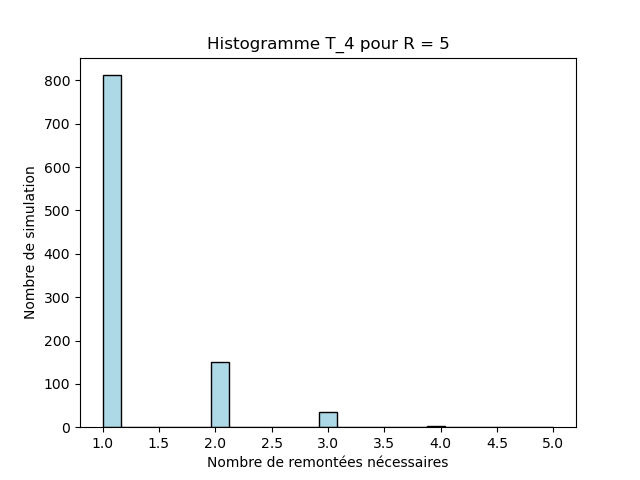 Histogramme T_4 pour R = 5
Nombre de simulation
800
700
600
500
400
300
200
100
0
1.0 1.5 2.0 2.5 3.0 3.5 4.0 4.5 5.0
Nombre de remontées nécessaires